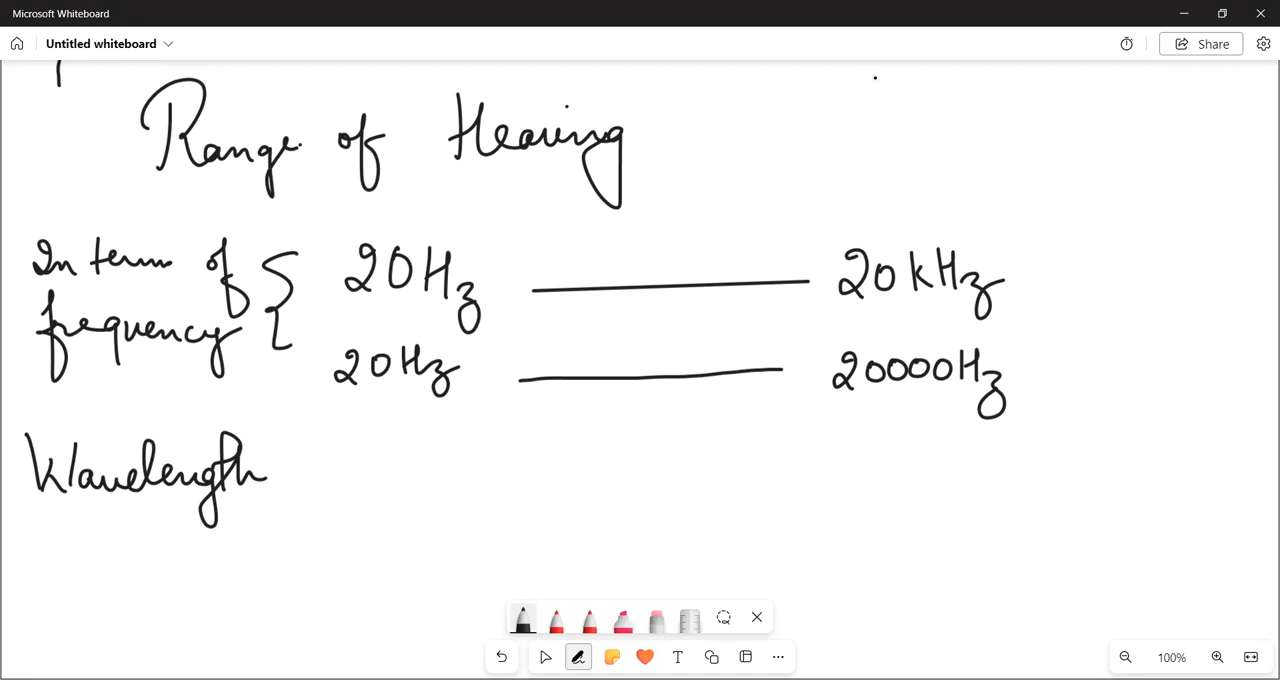 Microsoft Whiteboard
Untitled whiteboard
Share
Range of Hearing
In term of frequency { 20Hz — 20kHz
20Hz — 20000Hz
Wavelength
100%